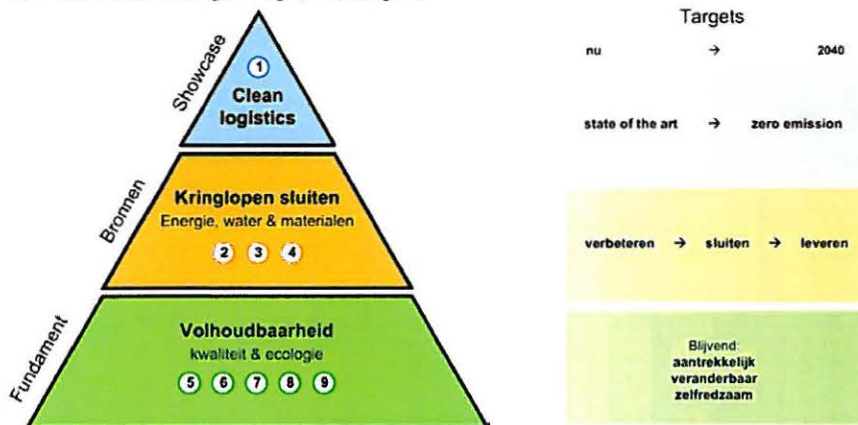 Showcase
1
Clean
logistics
Bronnen
Kringlopen sluiten
Energie, water & materialen
2 3 4
Fundament
Volhoudbaarheid
kwaliteit & ecologie
5 6 7 8 9
Targets
nu → 2040
state of the art → zero emission
verbeteren → sluiten → leveren
Blijvend:
aantrekkelijk
veranderbaar
zelfredzaam